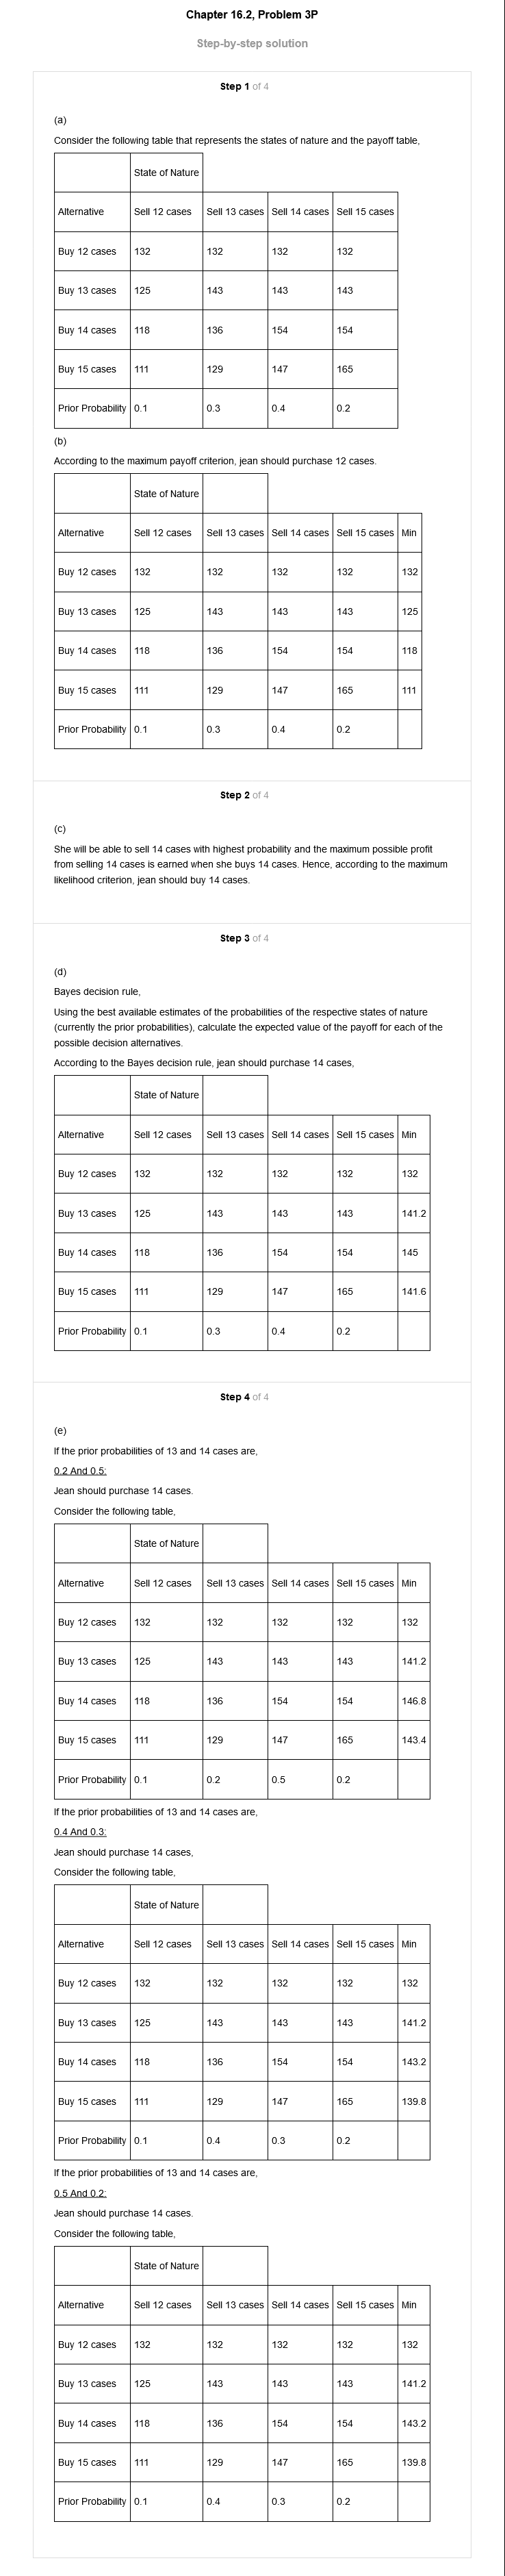 Chapter 16.2, Problem 3P
Step-by-step solution
Step 1 of 4
(a)
Consider the following table that represents the states of nature and the payoff table,
State of Nature
Alternative Sell 12 cases Sell 13 cases Sell 14 cases Sell 15 cases
Buy 12 cases 132 132 132 132
Buy 13 cases 125 143 143 143
Buy 14 cases 118 136 154 154
Buy 15 cases 111 129 147 165
Prior Probability 0.1 0.3 0.4 0.2
(b)
According to the maximum payoff criterion, jean should purchase 12 cases.
State of Nature
Alternative Sell 12 cases Sell 13 cases Sell 14 cases Sell 15 cases Min
Buy 12 cases 132 132 132 132 132
Buy 13 cases 125 143 143 143 125
Buy 14 cases 118 136 154 154 118
Buy 15 cases 111 129 147 165 111
Prior Probability 0.1 0.3 0.4 0.2
Step 2 of 4
(c)
She will be able to sell 14 cases with highest probability and the maximum possible profit
from selling 14 cases is earned when she buys 14 cases. Hence, according to the maximum
likelihood criterion, jean should buy 14 cases.
Step 3 of 4
(d)
Bayes decision rule,
Using the best available estimates of the probabilities of the respective states of nature
(currently the prior probabilities), calculate the expected value of the payoff for each of the
possible decision alternatives.
According to the Bayes decision rule, jean should purchase 14 cases,
State of Nature
Alternative Sell 12 cases Sell 13 cases Sell 14 cases Sell 15 cases Min
Buy 12 cases 132 132 132 132 132
Buy 13 cases 125 143 143 143 141.2
Buy 14 cases 118 136 154 154 145
Buy 15 cases 111 129 147 165 141.6
Prior Probability 0.1 0.3 0.4 0.2
Step 4 of 4
(e)
If the prior probabilities of 13 and 14 cases are,
0.2 And 0.5:
Jean should purchase 14 cases.
Consider the following table,
State of Nature
Alternative Sell 12 cases Sell 13 cases Sell 14 cases Sell 15 cases Min
Buy 12 cases 132 132 132 132 132
Buy 13 cases 125 143 143 143 141.2
Buy 14 cases 118 136 154 154 146.8
Buy 15 cases 111 129 147 165 143.4
Prior Probability 0.1 0.2 0.5 0.2
If the prior probabilities of 13 and 14 cases are,
0.4 And 0.3:
Jean should purchase 14 cases,
Consider the following table,
State of Nature
Alternative Sell 12 cases Sell 13 cases Sell 14 cases Sell 15 cases Min
Buy 12 cases 132 132 132 132 132
Buy 13 cases 125 143 143 143 141.2
Buy 14 cases 118 136 154 154 143.2
Buy 15 cases 111 129 147 165 139.8
Prior Probability 0.1 0.4 0.3 0.2
If the prior probabilities of 13 and 14 cases are,
0.5 And 0.2:
Jean should purchase 14 cases.
Consider the following table,
State of Nature
Alternative Sell 12 cases Sell 13 cases Sell 14 cases Sell 15 cases Min
Buy 12 cases 132 132 132 132 132
Buy 13 cases 125 143 143 143 141.2
Buy 14 cases 118 136 154 154 143.2
Buy 15 cases 111 129 147 165 139.8
Prior Probability 0.1 0.4 0.3 0.2